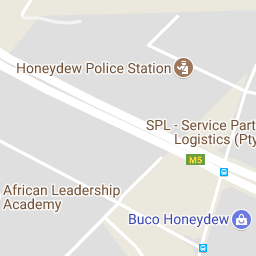 Honeydew Police Station
SPL - Service Part
Logistics (Pty
M5
African Leadership
Academy
Buco Honeydew